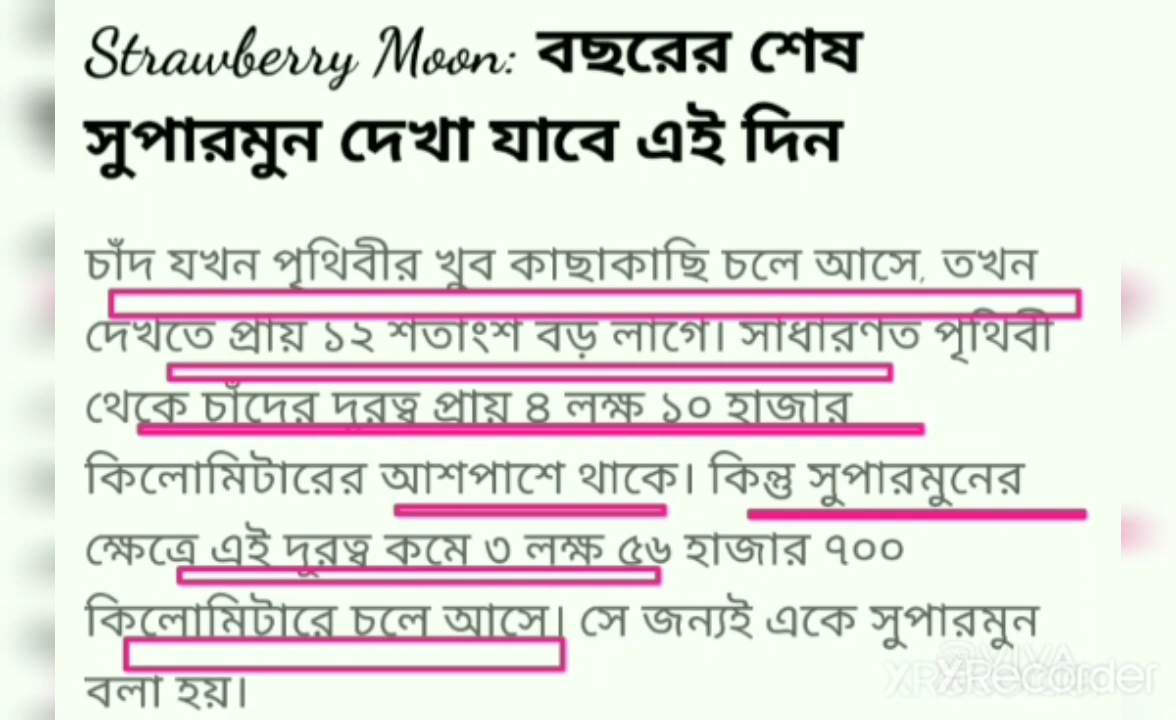 Strawberry Moon: বছরের শেষ
সুপারমুন দেখা যাবে এই দিন
চাঁদ যখন পৃথিবীর খুব কাছাকাছি চলে আসে, তখন
দেখতে প্রায় ১২ শতাংশ বড় লাগে। সাধারণত পৃথিবী
থেকে চাঁদের দূরত্ব প্রায় ৪ লক্ষ ১০ হাজার
কিলোমিটারের আশপাশে থাকে। কিন্তু সুপারমুনের
ক্ষেত্রে এই দূরত্ব কমে ৩ লক্ষ ৫৬ হাজার ৭০০
কিলোমিটারে চলে আসে। সে জন্যই একে সুপারমুন
বলা হয়।
XRecorder